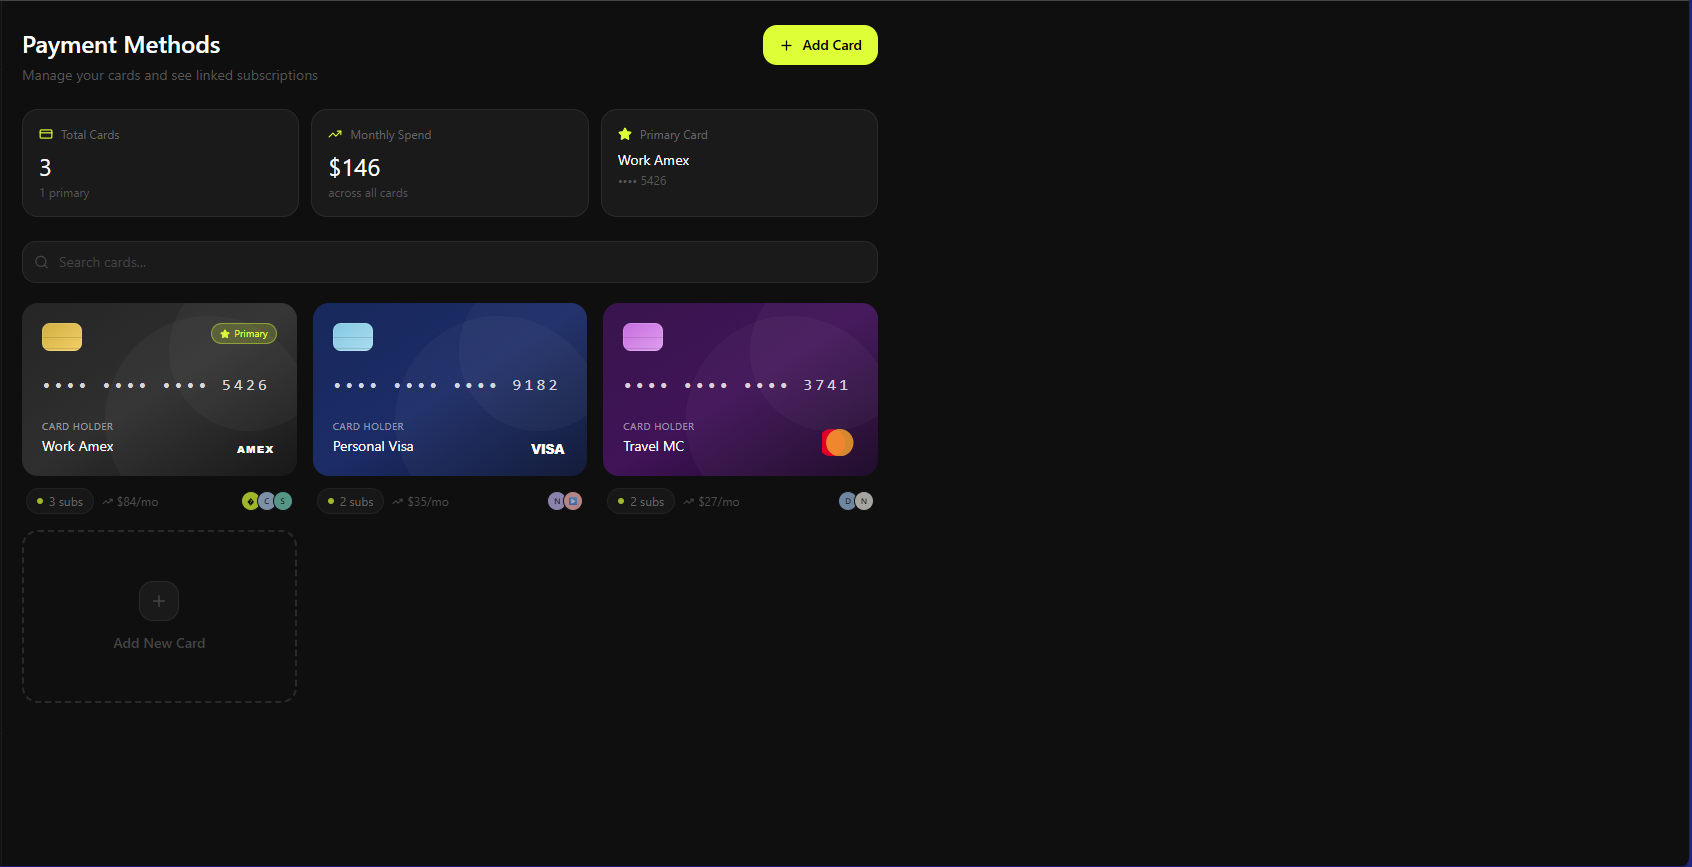 Payment Methods
+ Add Card
Manage your cards and see linked subscriptions
Total Cards
3
1 primary
Monthly Spend
$146
across all cards
Primary Card
Work Amex
•••• 5426
Search cards...
Primary
•••• •••• •••• 5426
CARD HOLDER
Work Amex
AMEX
•••• •••• •••• 9182
CARD HOLDER
Personal Visa
VISA
•••• •••• •••• 3741
CARD HOLDER
Travel MC
3 subs
$84/mo
� C S
2 subs
$35/mo
N
2 subs
$27/mo
D N
+
Add New Card